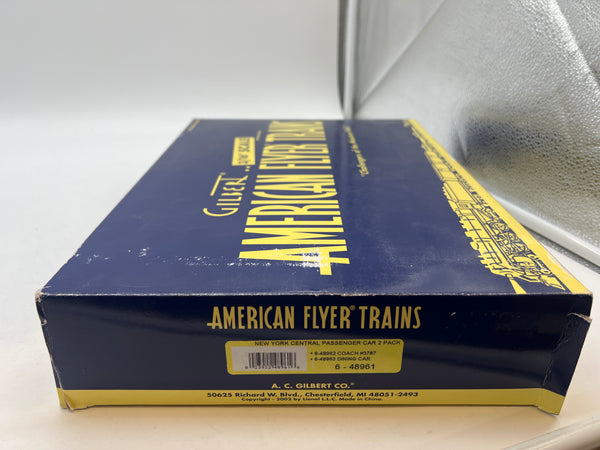 GILBERT
"S" SCALE
AMERICAN FLYER TRAINS
AMERICAN FLYER® TRAINS
NEW YORK CENTRAL PASSENGER CAR 2 PACK
• 6-48962 COACH #3787
• 6-48963 DINING CAR
6 - 48961
A. C. GILBERT CO.®
50625 Richard W. Blvd., Chesterfield, MI 48051-2493
Copyright - 2002 by Lionel L.L.C. Made in China.